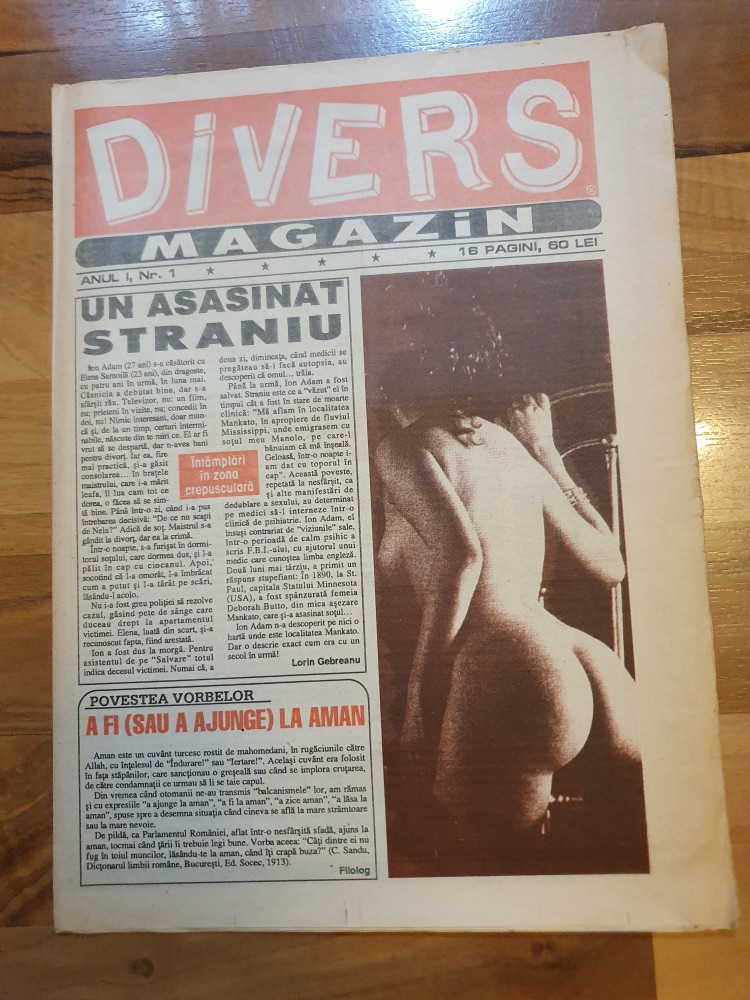 DiVERS
MAGAZiN
ANUL I, Nr. 1
16 PAGINI, 60 LEI
UN ASASINAT
STRANIU
Ion Adam (27 ani) s-a căsătorit cu
Elena Samoilă (23 ani), din dragoste,
cu patru ani în urmă, în luna mai.
Căsnicia a debutat bine, dar s-a
sfârșit rău. Televizor, nu: un film,
nu; prieteni în vizite, nu; concedii în
doi, nu! Nimic interesant, doar mun-
că și, de la un timp, certuri intermi-
nabile, născute din te miri ce. El ar fi
vrut să se despartă, dar n-avea bani
pentru divorț. Iar ea, fire
mai practică, și-a găsit
consolarea... în brațele
maistrului, care i-a mărit
leafa, îi lua cam tot ce
dorea, o făcea să se sim-
tă bine. Până într-o zi, când i-a pus
întrebarea decisivă: "De ce nu scapi
de Nelu?" Adică de soț. Maistrul s-a
gândit la divorț, dar ea la crimă.
Într-o noapte, s-a furișat în dormi-
torul soțului, care dormea dus, și l-a
pălit în cap cu ciocanul. Apoi,
socotind că l-a omorât, l-a îmbrăcat
cum a putut și l-a târât pe scări,
lăsându-l acolo.
Nu i-a fost greu poliției să rezolve
cazul, găsind pete de sânge care
duceau drept la apartamentul
victimei. Elena, luată din scurt, și-a
recunoscut fapta, fiind arestată.
Ion a fost dus la morgă. Pentru
asistentul de pe "Salvare" totul
indica decesul victimei. Numai că, a
doua zi, dimineața, când medicii se
pregăteau să-i facă autopsia, au
descoperit că omul... trăia.
Până la urmă, Ion Adam a fost
salvat. Straniu este ce a "văzut" el în
timpul cât a fost în stare de moarte
clinică: "Mă aflam în localitatea
Mankato, în apropiere de fluviul
Mississippi, unde emigrasem cu
soțul meu Manolo, pe care-l
bănuiam că mă înșeală.
Geloasă, într-o noapte i-
am dat cu toporul în
cap". Această poveste,
repetată la nesfârșit, ca
și alte manifestări de
dedublare a sexului, au determinat
pe medici să-l interneze într-o
clinică de psihiatrie. Ion Adam, el
însuși contrariat de "viziunile" sale,
într-o perioadă de calm psihic a
scris F.B.I.-ului, cu ajutorul unui
medic care cunoștea limba engleză.
Două luni mai târziu, a primit un
răspuns stupefiant: În 1890, la St.
Paul, capitala Statului Minnesota
(USA), a fost spânzurată femeia
Deborah Butto, din mica așezare
Mankato, care și-a asasinat soțul...
Ion Adam n-a descoperit pe nici o
hartă unde este localitatea Mankato.
Dar o descrie exact cum era cu un
secol în urmă!
Lorin Gebreanu
Întâmplări
în zona
crepusculară
POVESTEA VORBELOR
A FI (SAU A AJUNGE) LA AMAN
Aman este un cuvânt turcesc rostit de mahomedani, în rugăciunile către
Allah, cu înțelesul de "Îndurare!" sau "Iertare!". Același cuvânt era folosit
în fața stăpânilor, care sancționau o greșeală sau când se implora cruțarea,
de către condamnații ce urmau să li se taie capul.
Din vremea când otomanii ne-au transmis "balcanismele" lor, am rămas
și cu expresiile "a ajunge la aman", "a fi la aman", "a zice aman", "a lăsa la
aman", spuse spre a desemna situația când cineva se află la mare strâmtoare
sau la mare nevoie.
De pildă, ca Parlamentul României, aflat într-o nesfârșită sfadă, ajuns la
aman, tocmai când țării îi trebuie legi bune. Vorba aceea: "Câți dintre ei nu
fug în toiul muncilor, lăsându-te la aman, când îți crapă buza?" (C. Sandu,
Dicționarul limbii române, București, Ed. Socec, 1913).
Filolog